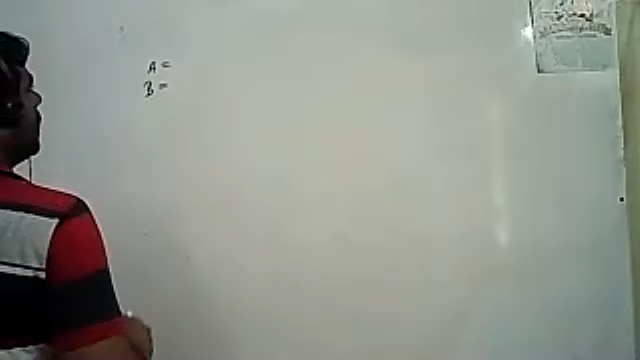 A =
B =